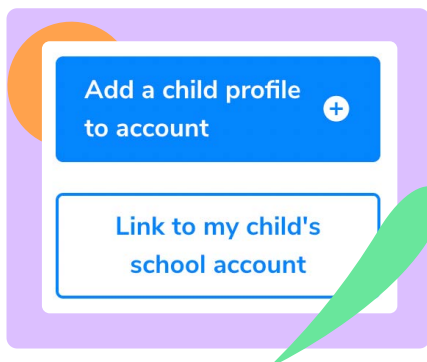 Add a child profile
to account
Link to my child's
school account